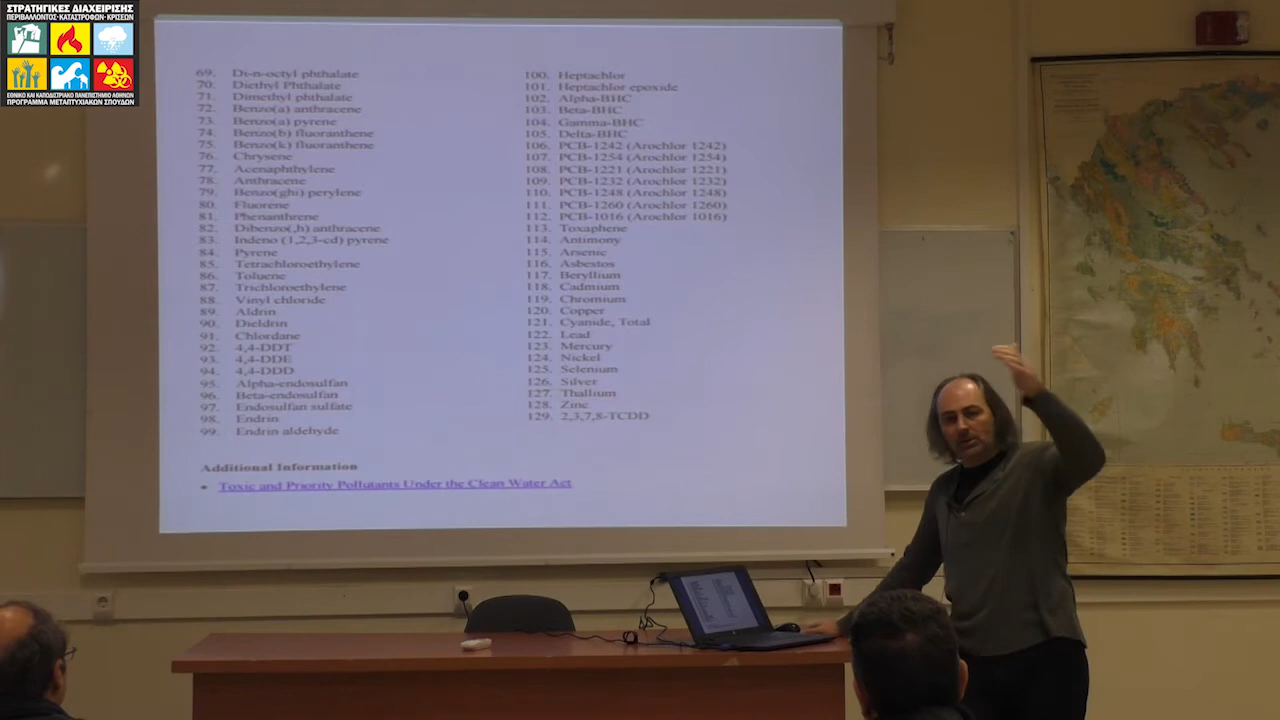 ΣΤΡΑΤΗΓΙΚΕΣ ΔΙΑΧΕΙΡΙΣΗΣ
ΠΕΡΙΒΑΛΛΟΝΤΟΣ·ΚΑΤΑΣΤΡΟΦΩΝ·ΚΡΙΣΕΩΝ
ΕΘΝΙΚΟ ΚΑΙ ΚΑΠΟΔΙΣΤΡΙΑΚΟ ΠΑΝΕΠΙΣΤΗΜΙΟ ΑΘΗΝΩΝ
ΠΡΟΓΡΑΜΜΑ ΜΕΤΑΠΤΥΧΙΑΚΩΝ ΣΠΟΥΔΩΝ
69. Di-n-octyl phthalate
70. Diethyl Phthalate
71. Dimethyl phthalate
72. Benzo(a) anthracene
73. Benzo(a) pyrene
74. Benzo(b) fluoranthene
75. Benzo(k) fluoranthene
76. Chrysene
77. Acenaphthylene
78. Anthracene
79. Benzo(ghi) perylene
80. Fluorene
81. Phenanthrene
82. Dibenzo(,h) anthracene
83. Indeno (1,2,3-cd) pyrene
84. Pyrene
85. Tetrachloroethylene
86. Toluene
87. Trichloroethylene
88. Vinyl chloride
89. Aldrin
90. Dieldrin
91. Chlordane
92. 4,4-DDT
93. 4,4-DDE
94. 4,4-DDD
95. Alpha-endosulfan
96. Beta-endosulfan
97. Endosulfan sulfate
98. Endrin
99. Endrin aldehyde
100. Heptachlor
101. Heptachlor epoxide
102. Alpha-BHC
103. Beta-BHC
104. Gamma-BHC
105. Delta-BHC
106. PCB-1242 (Arochlor 1242)
107. PCB-1254 (Arochlor 1254)
108. PCB-1221 (Arochlor 1221)
109. PCB-1232 (Arochlor 1232)
110. PCB-1248 (Arochlor 1248)
111. PCB-1260 (Arochlor 1260)
112. PCB-1016 (Arochlor 1016)
113. Toxaphene
114. Antimony
115. Arsenic
116. Asbestos
117. Beryllium
118. Cadmium
119. Chromium
120. Copper
121. Cyanide, Total
122. Lead
123. Mercury
124. Nickel
125. Selenium
126. Silver
127. Thallium
128. Zinc
129. 2,3,7,8-TCDD
Additional Information
• Toxic and Priority Pollutants Under the Clean Water Act